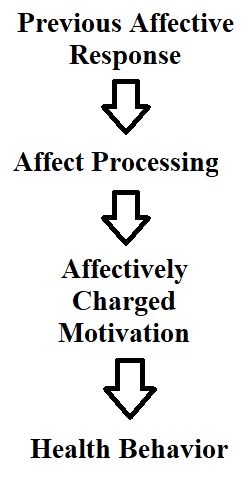 Previous Affective
Response
Affect Processing
Affectively
Charged
Motivation
Health Behavior